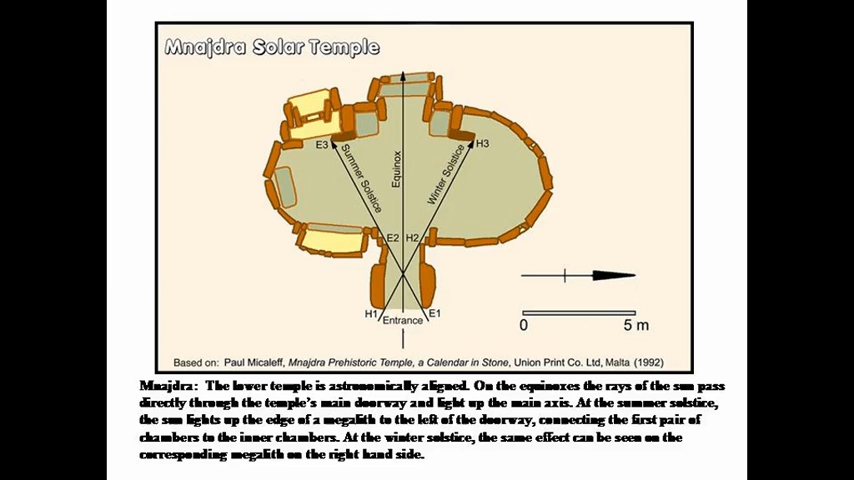 Mnajdra Solar Temple
E3
Summer Solstice
Equinox
Winter Solstice
H3
E2
H2
H1
Entrance
E1
0
5 m
Based on: Paul Micaleff, Mnajdra Prehistoric Temple, a Calendar in Stone, Union Print Co. Ltd, Malta (1992)
Mnajdra: The lower temple is astronomically aligned. On the equinoxes the rays of the sun pass
directly through the temple's main doorway and light up the main axis. At the summer solstice,
the sun lights up the edge of a megalith to the left of the doorway, connecting the first pair of
chambers to the inner chambers. At the winter solstice, the same effect can be seen on the
corresponding megalith on the right hand side.